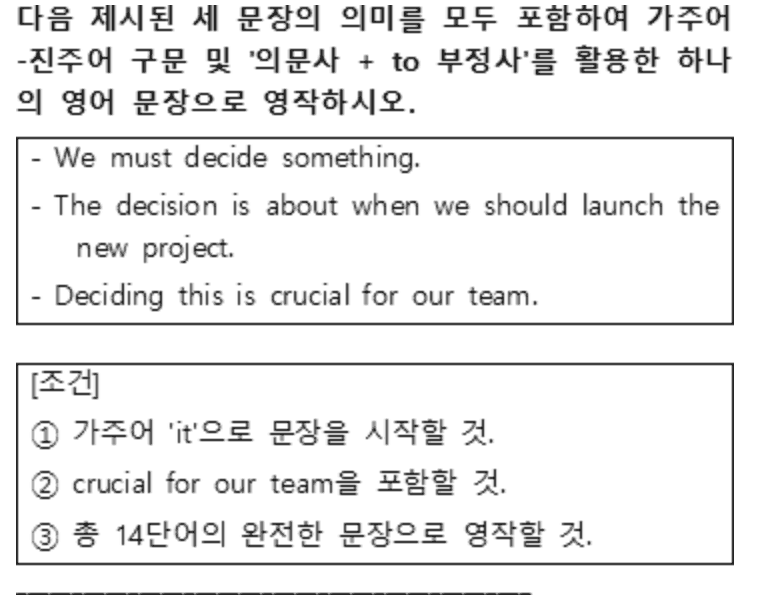 다음 제시된 세 문장의 의미를 모두 포함하여 가주어
-진주어 구문 및 '의문사 + to 부정사'를 활용한 하나
의 영어 문장으로 영작하시오.
- We must decide something.
- The decision is about when we should launch the
new project.
- Deciding this is crucial for our team.
[조건]
① 가주어 'it'으로 문장을 시작할 것.
② crucial for our team을 포함할 것.
③ 총 14단어의 완전한 문장으로 영작할 것.